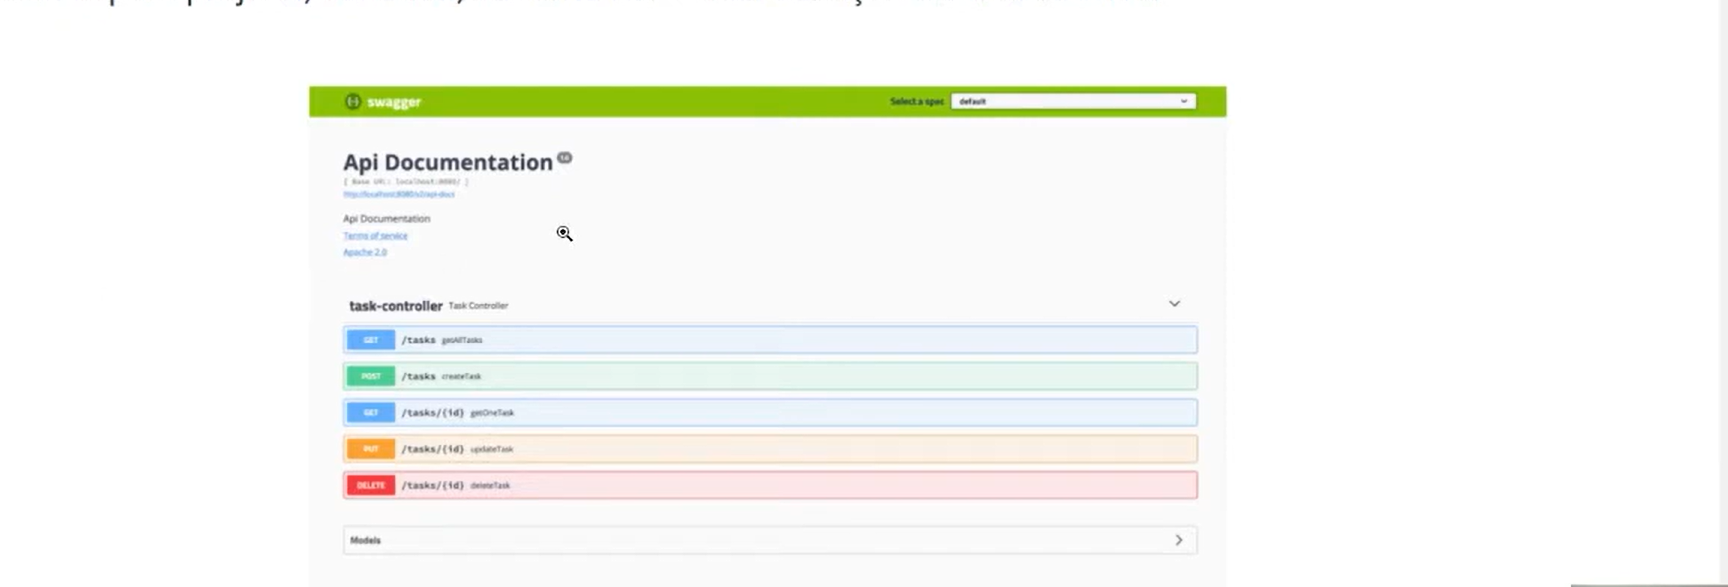 swagger
Select a spec default
Api Documentation 1.0
[ Base URL: localhost:8080/ ]
http://localhost:8080/v2/api-docs
Api Documentation
Terms of service
Apache 2.0
task-controller Task Controller
GET /tasks getAllTasks
POST /tasks createTask
GET /tasks/{id} getOneTask
PUT /tasks/{id} updateTask
DELETE /tasks/{id} deleteTask
Models